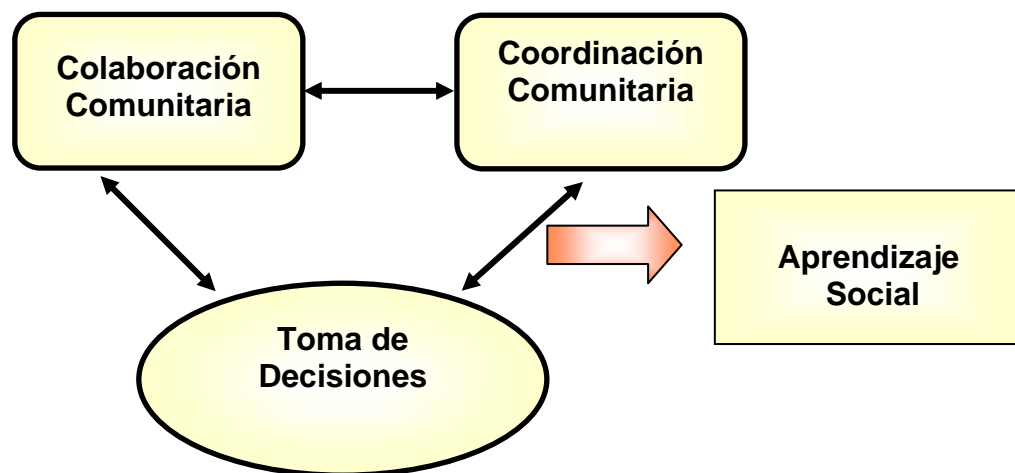 Colaboración
Comunitaria
Coordinación
Comunitaria
Aprendizaje
Social
Toma de
Decisiones